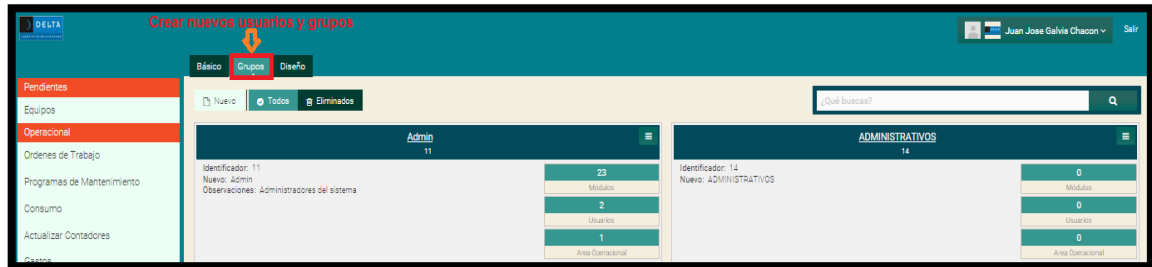 DELTA
Crear nuevos usuarios y grupos
Juan Jose Galvis Chacon
Salir
Básico Grupos Diseño
Pendientes
Equipos
Operacional
Ordenes de Trabajo
Programas de Mantenimiento
Consumo
Actualizar Contadores
Gastos
Nuevo Todos Eliminados
¿Qué buscas?
Admin
11
Identificador: 11
Nuevo: Admin
Observaciones: Administradores del sistema
23
Módulos
2
Usuarios
1
Area Operacional
ADMINISTRATIVOS
14
Identificador: 14
Nuevo: ADMINISTRATIVOS
0
Módulos
0
Usuarios
0
Area Operacional